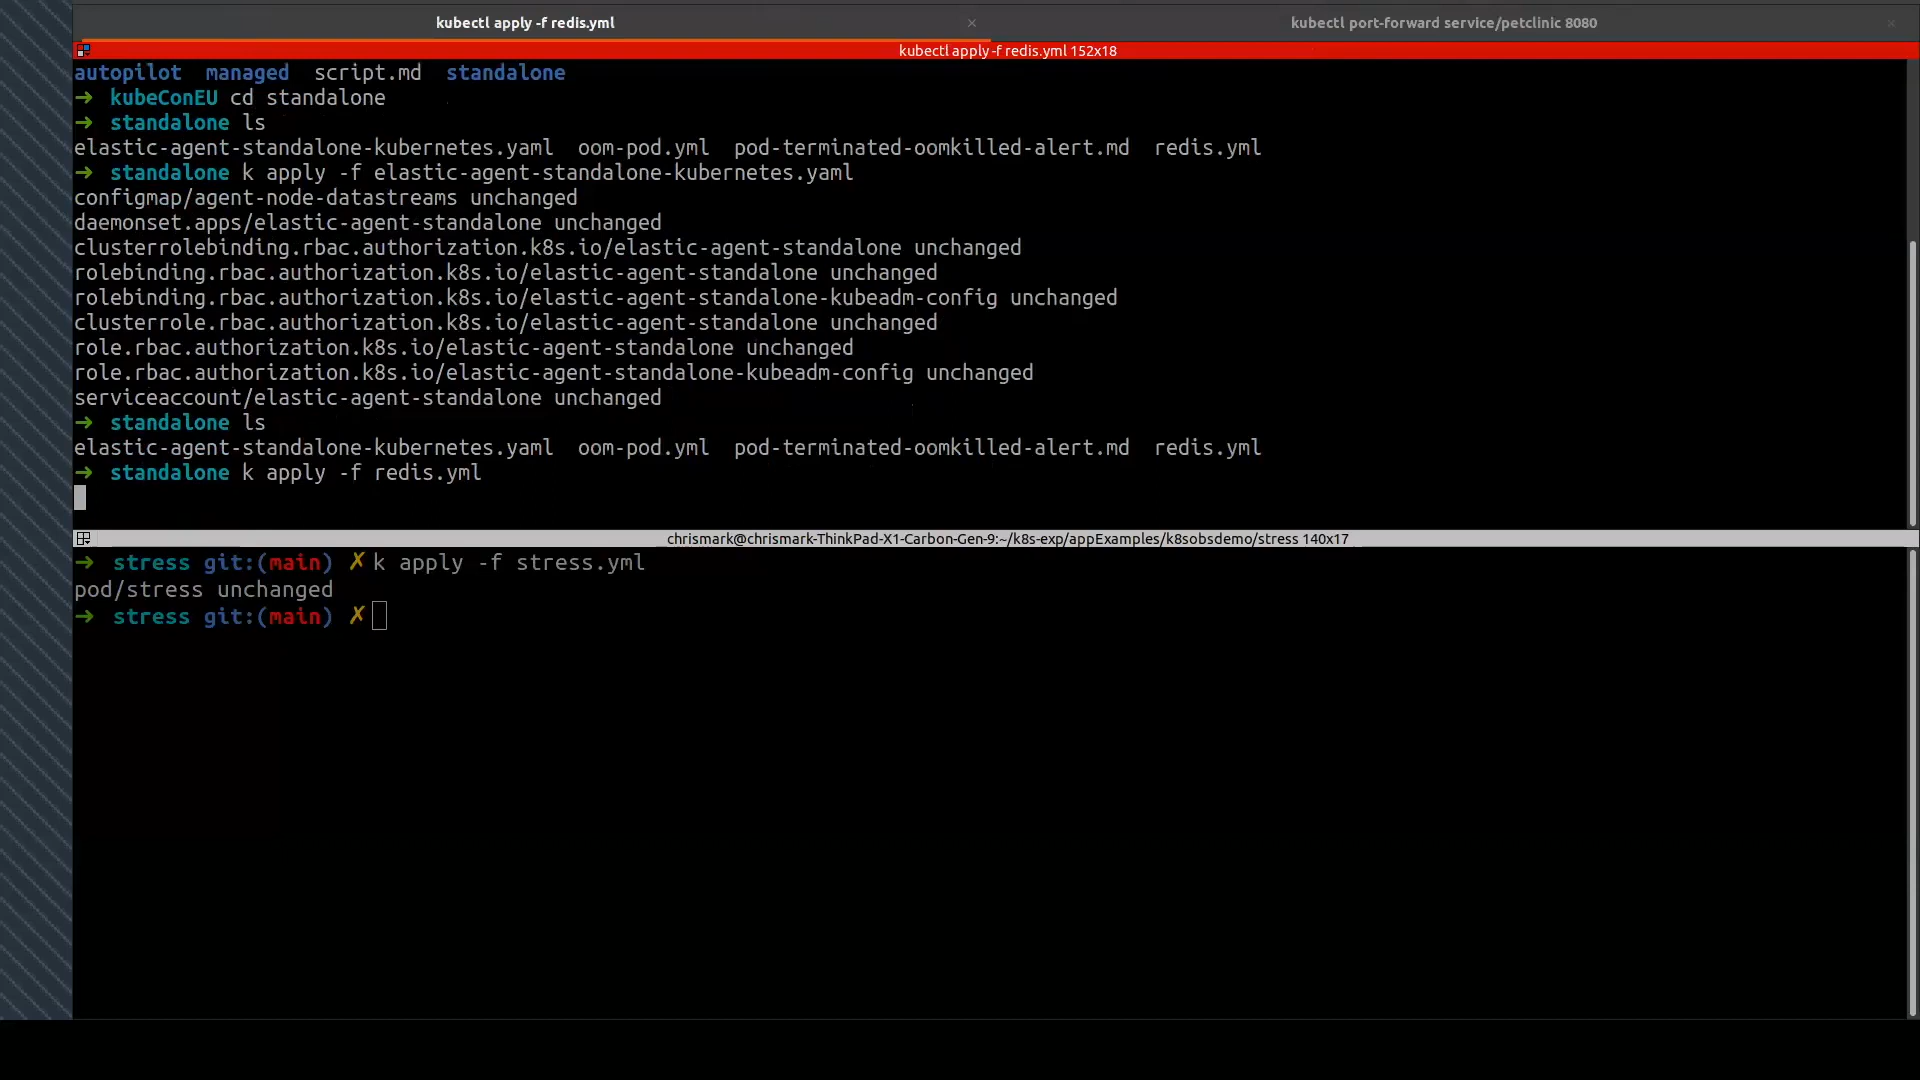 kubectl apply -f redis.yml × kubectl port-forward service/petclinic 8080 ×
kubectl apply -f redis.yml 152x18
autopilot managed script.md standalone
➜ kubeConEU cd standalone
➜ standalone ls
elastic-agent-standalone-kubernetes.yaml oom-pod.yml pod-terminated-oomkilled-alert.md redis.yml
➜ standalone k apply -f elastic-agent-standalone-kubernetes.yaml
configmap/agent-node-datastreams unchanged
daemonset.apps/elastic-agent-standalone unchanged
clusterrolebinding.rbac.authorization.k8s.io/elastic-agent-standalone unchanged
rolebinding.rbac.authorization.k8s.io/elastic-agent-standalone unchanged
rolebinding.rbac.authorization.k8s.io/elastic-agent-standalone-kubeadm-config unchanged
clusterrole.rbac.authorization.k8s.io/elastic-agent-standalone unchanged
role.rbac.authorization.k8s.io/elastic-agent-standalone unchanged
role.rbac.authorization.k8s.io/elastic-agent-standalone-kubeadm-config unchanged
serviceaccount/elastic-agent-standalone unchanged
➜ standalone ls
elastic-agent-standalone-kubernetes.yaml oom-pod.yml pod-terminated-oomkilled-alert.md redis.yml
➜ standalone k apply -f redis.yml
chrismark@chrismark-ThinkPad-X1-Carbon-Gen-9:~/k8s-exp/appExamples/k8sobsdemo/stress 140x17
➜ stress git:(main) ✗ k apply -f stress.yml
pod/stress unchanged
➜ stress git:(main) ✗